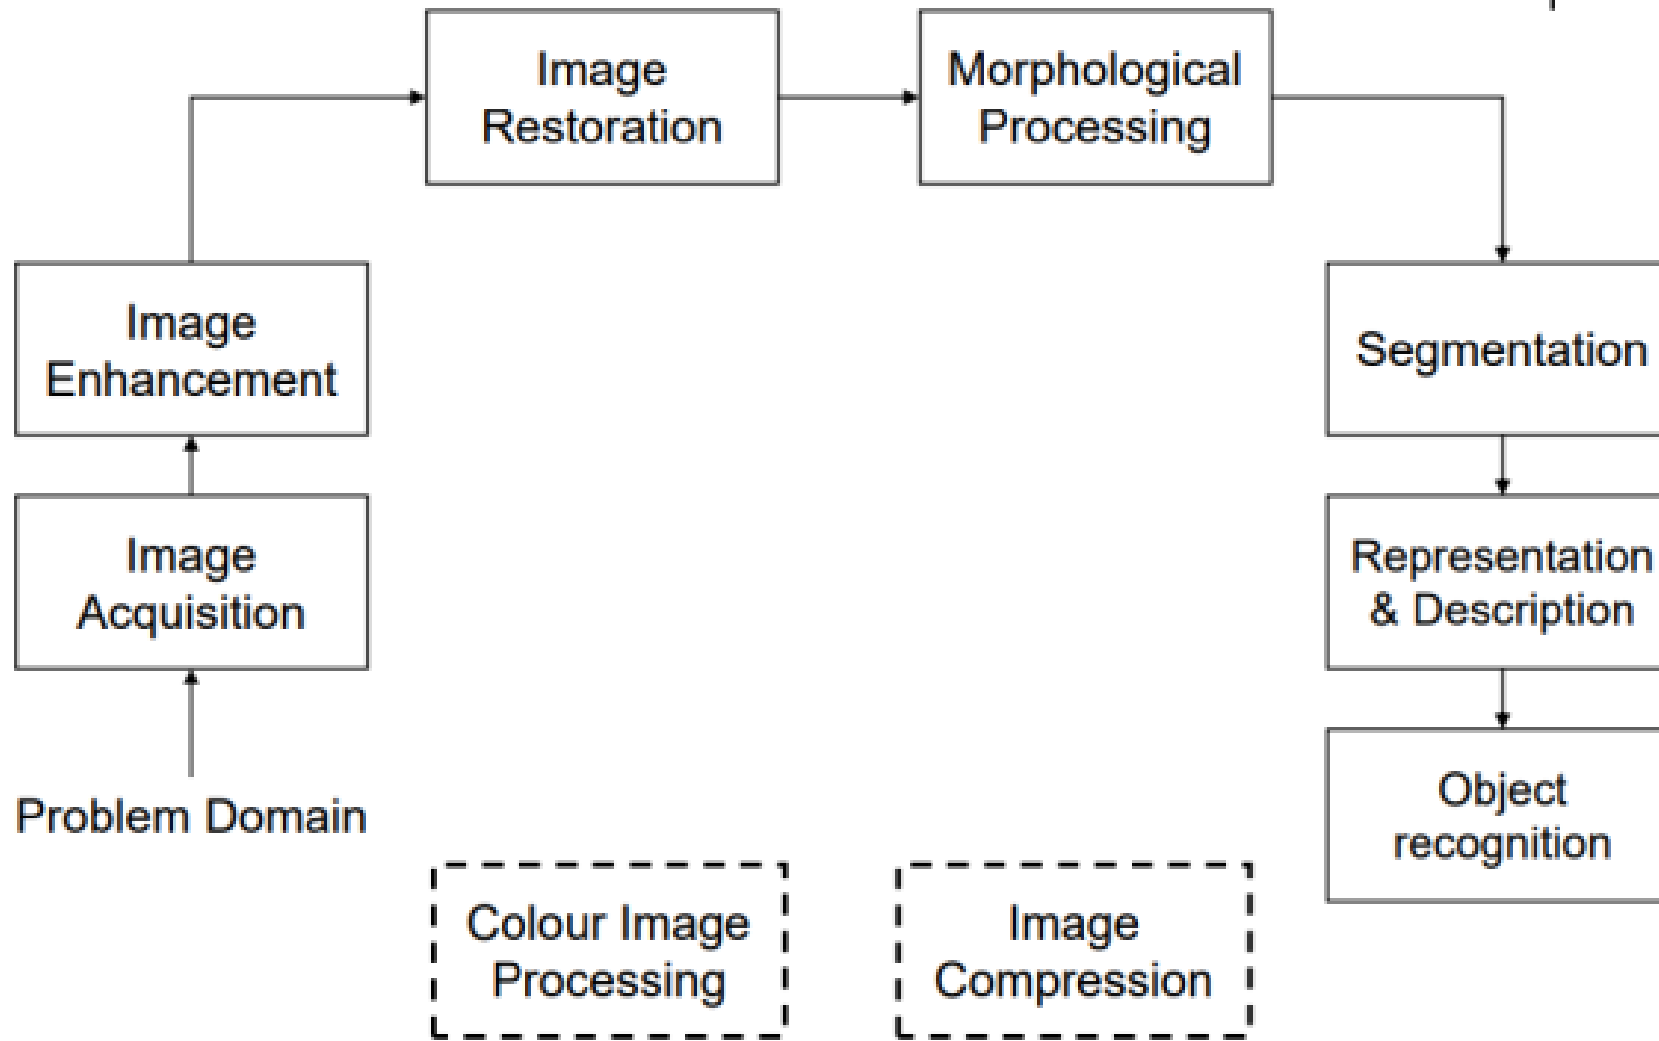 Image
Restoration
Morphological
Processing
Image
Enhancement
Segmentation
Image
Acquisition
Representation
& Description
Problem Domain
Object
recognition
Colour Image
Processing
Image
Compression